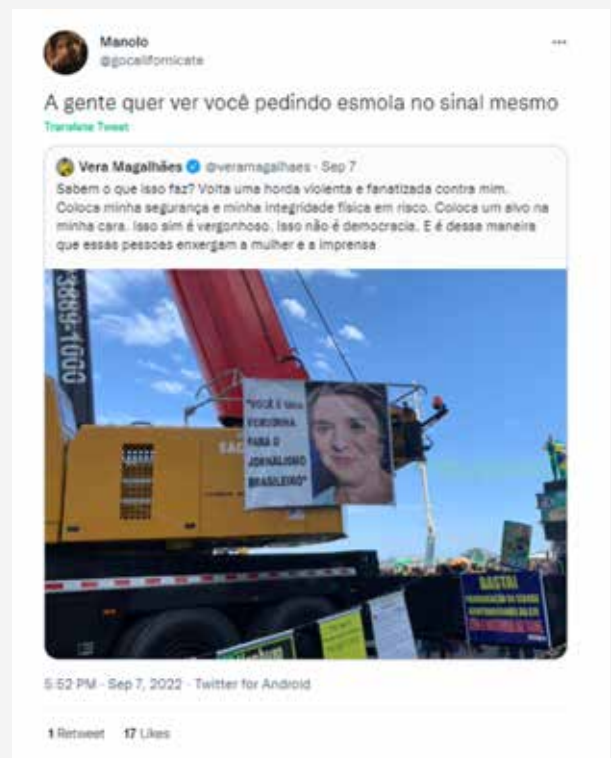 Manolo
@gocalifornicate
A gente quer ver você pedindo esmola no sinal mesmo
Translate Tweet
Vera Magalhães @veramagalhaes · Sep 7
Sabem o que isso faz? Volta uma horda violenta e fanatizada contra mim.
Coloca minha segurança e minha integridade física em risco. Coloca um alvo na
minha cara. Isso sim é vergonhoso. Isso não é democracia. E é dessa maneira
que essas pessoas enxergam a mulher e a imprensa
3889-1000
"VOCÊ É UMA
VERGONHA
PARA O
JORNALISMO
BRASILEIRO"
BASTA!
5:52 PM · Sep 7, 2022 · Twitter for Android
1 Retweet 17 Likes